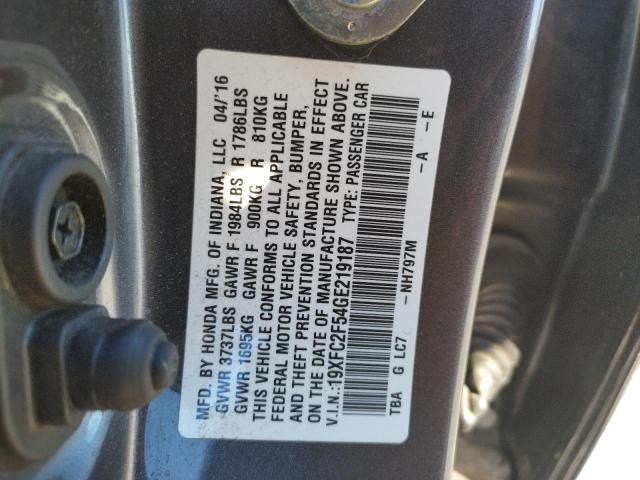 MFD. BY HONDA MFG. OF INDIANA, LLC 04/'16
GVWR 3737LBS GAWR F 1984LBS R 1786LBS
GVWR 1695KG GAWR F 900KG R 810KG
THIS VEHICLE CONFORMS TO ALL APPLICABLE
FEDERAL MOTOR VEHICLE SAFETY, BUMPER,
AND THEFT PREVENTION STANDARDS IN EFFECT
ON THE DATE OF MANUFACTURE SHOWN ABOVE.
V.I.N.:19XFC2F54GE219187 TYPE: PASSENGER CAR
TBA G LC7 -NH797M -A -E